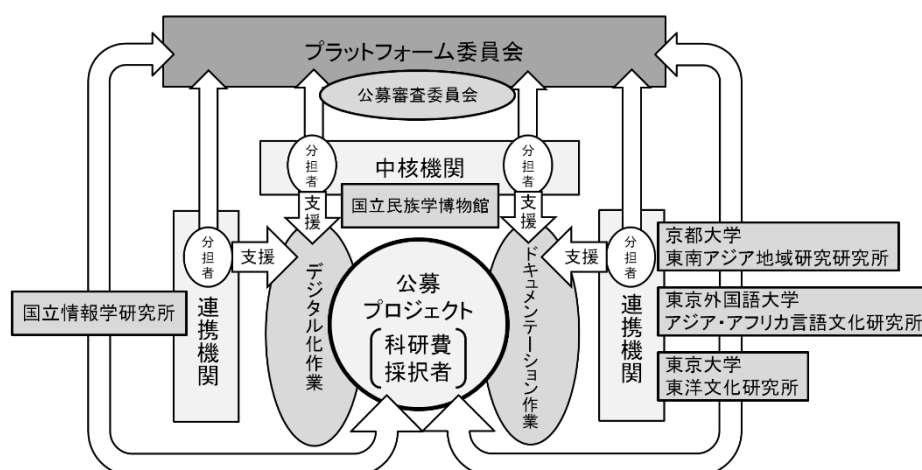 プラットフォーム委員会
公募審査委員会
分担者
中核機関
分担者
支援
国立民族学博物館
支援
分担者
支援
デジタル化作業
公募
プロジェクト
科研費
採択者
ドキュメンテーション作業
支援
分担者
京都大学
東南アジア地域研究研究所
国立情報学研究所
連携機関
連携機関
東京外国語大学
アジア・アフリカ言語文化研究所
東京大学
東洋文化研究所